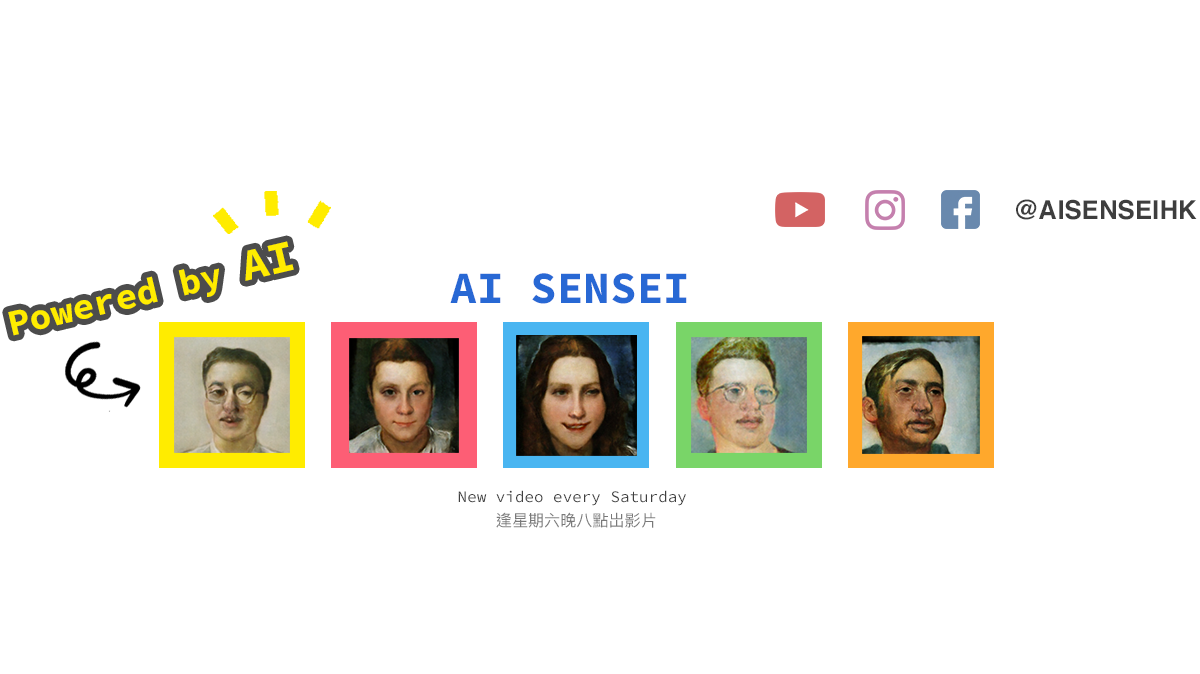 @AISENSEIHK
Powered by AI
AI SENSEI
New video every Saturday
逢星期六晚八點出影片